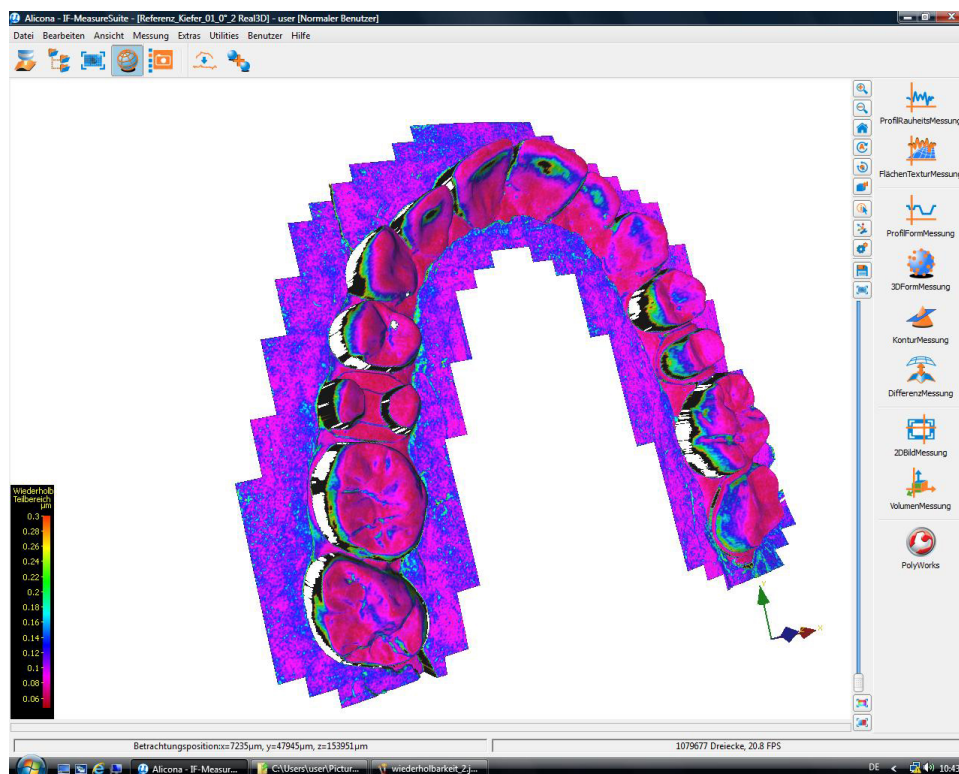 Alicona - IF-MeasureSuite - [Referenz_Kiefer_01_0°_2 Real3D] - user [Normaler Benutzer]
Datei Bearbeiten Ansicht Messung Extras Utilities Benutzer Hilfe
ProfilRauheitsMessung
FlächenTexturMessung
ProfilFormMessung
3DFormMessung
KonturMessung
DifferenzMessung
2DBildMessung
VolumenMessung
PolyWorks
Wiederholb
Teilbereich
µm
0.3
0.28
0.26
0.24
0.22
0.2
0.18
0.16
0.14
0.12
0.1
0.08
0.06
Y
X
Betrachtungsposition:x=7235µm, y=47945µm, z=153951µm
1079677 Dreiecke, 20.8 FPS
Alicona - IF-Measur...
C:\Users\user\Pictur...
wiederholbarkeit_2.j...
DE
10:43